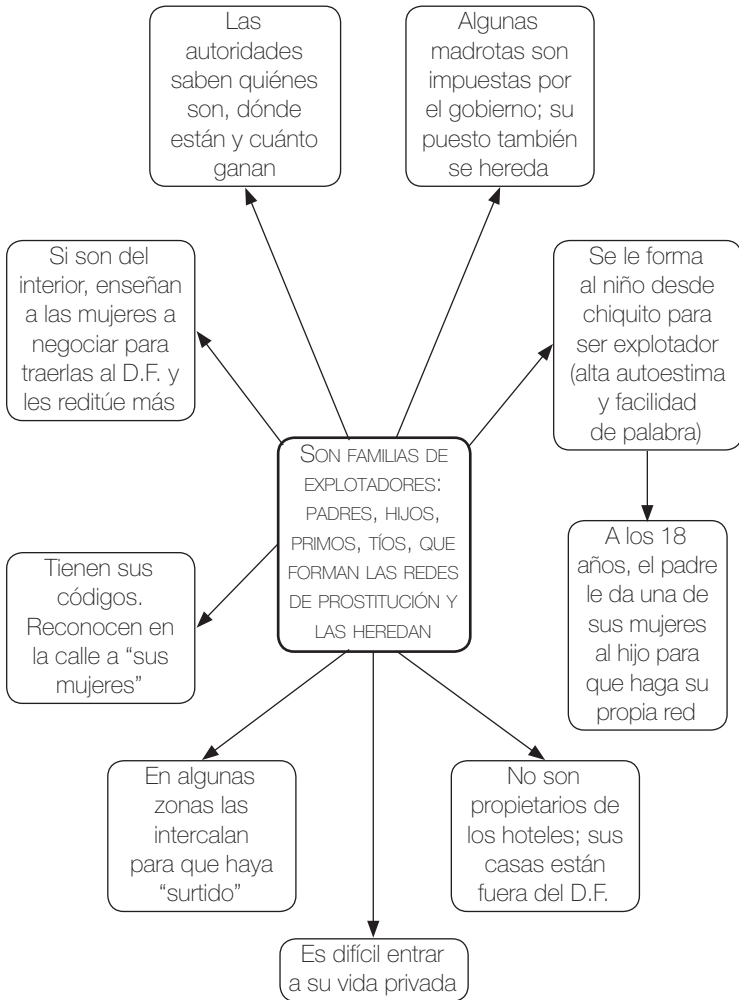 Las
autoridades
saben quiénes
son, dónde
están y cuánto
ganan
Algunas
madrotas son
impuestas por
el gobierno; su
puesto también
se hereda
Si son del
interior, enseñan
a las mujeres a
negociar para
traerlas al D.F. y
les reditúe más
Se le forma
al niño desde
chiquito para
ser explotador
(alta autoestima
y facilidad
de palabra)
SON FAMILIAS DE
EXPLOTADORES:
PADRES, HIJOS,
PRIMOS, TÍOS, QUE
FORMAN LAS REDES
DE PROSTITUCIÓN Y
LAS HEREDAN
A los 18
años, el padre
le da una de
sus mujeres
al hijo para
que haga su
propia red
Tienen sus
códigos.
Reconocen en
la calle a “sus
mujeres”
En algunas
zonas las
intercalan
para que haya
“surtido”
No son
propietarios de
los hoteles; sus
casas están
fuera del D.F.
Es difícil entrar
a su vida privada